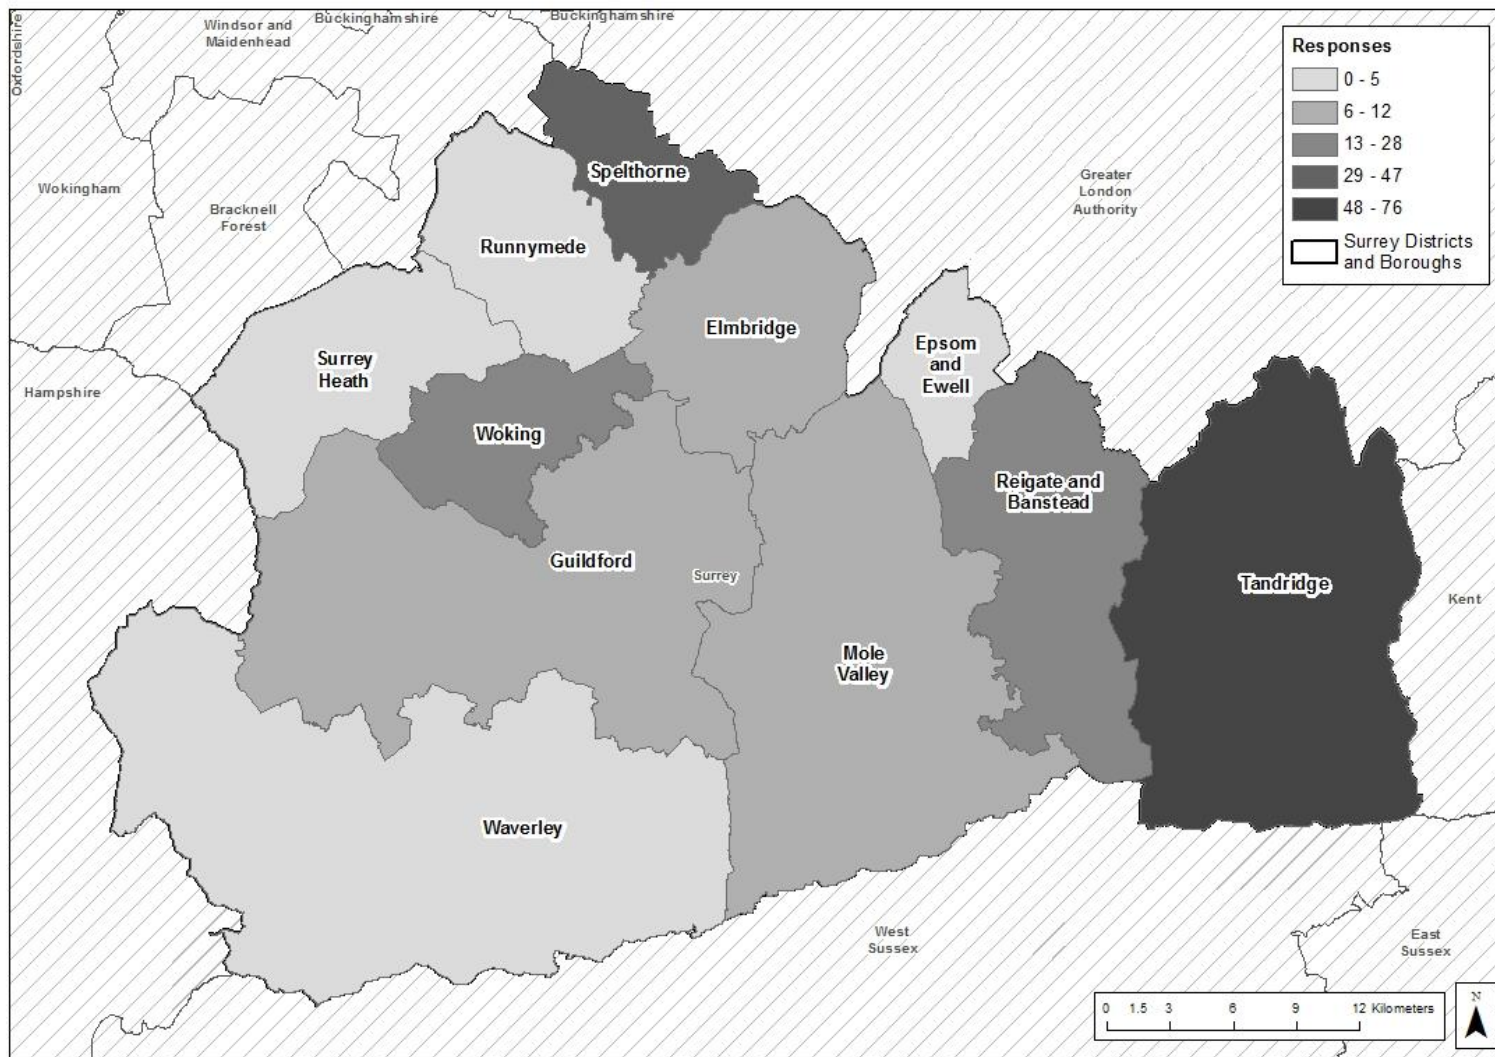 Oxfordshire
Windsor and
Maidenhead
Buckinghamshire
Buckinghamshire
Responses
0 - 5
6 - 12
13 - 28
29 - 47
48 - 76
Surrey Districts
and Boroughs
Wokingham
Bracknell
Forest
Spelthorne
Greater
London
Authority
Runnymede
Elmbridge
Epsom
and
Ewell
Surrey
Heath
Hampshire
Woking
Reigate and
Banstead
Guildford
Surrey
Tandridge
Kent
Mole
Valley
Waverley
West
Sussex
East
Sussex
0 1.5 3 6 9 12 Kilometers
N